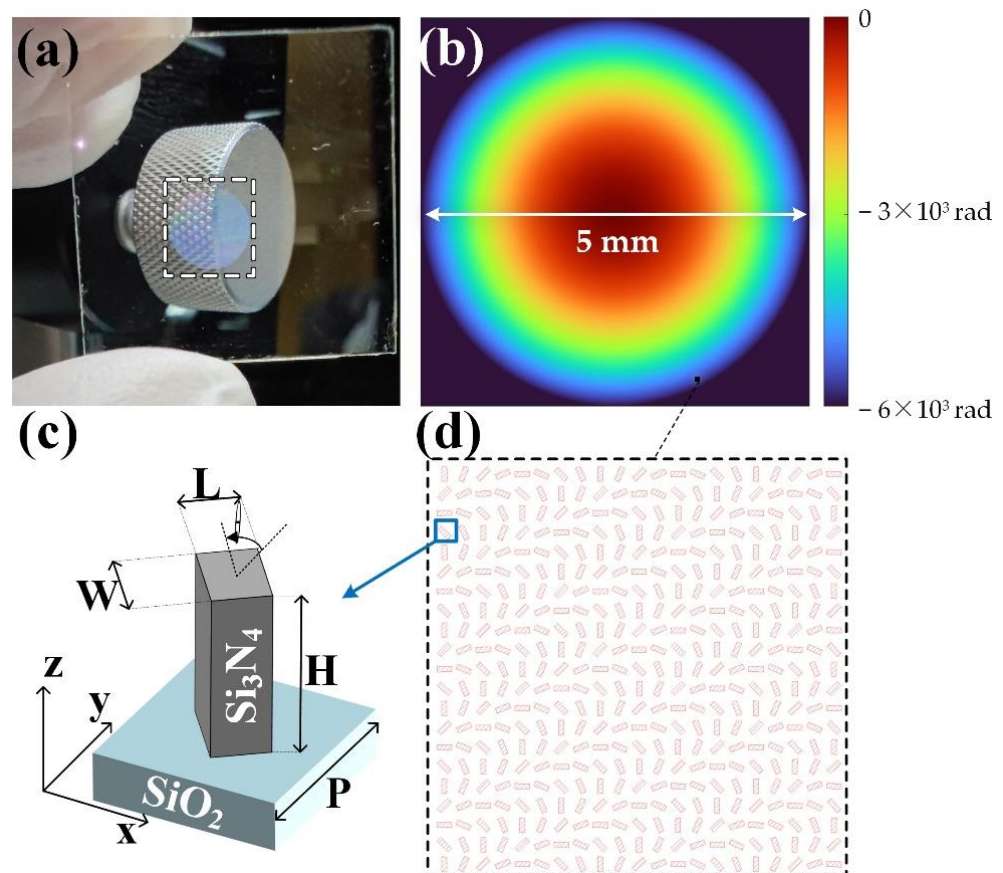 (a)
(b)
5 mm
0
−3×10³ rad
−6×10³ rad
(c)
L
W
Si₃N₄
H
z
y
x
SiO₂
P
(d)